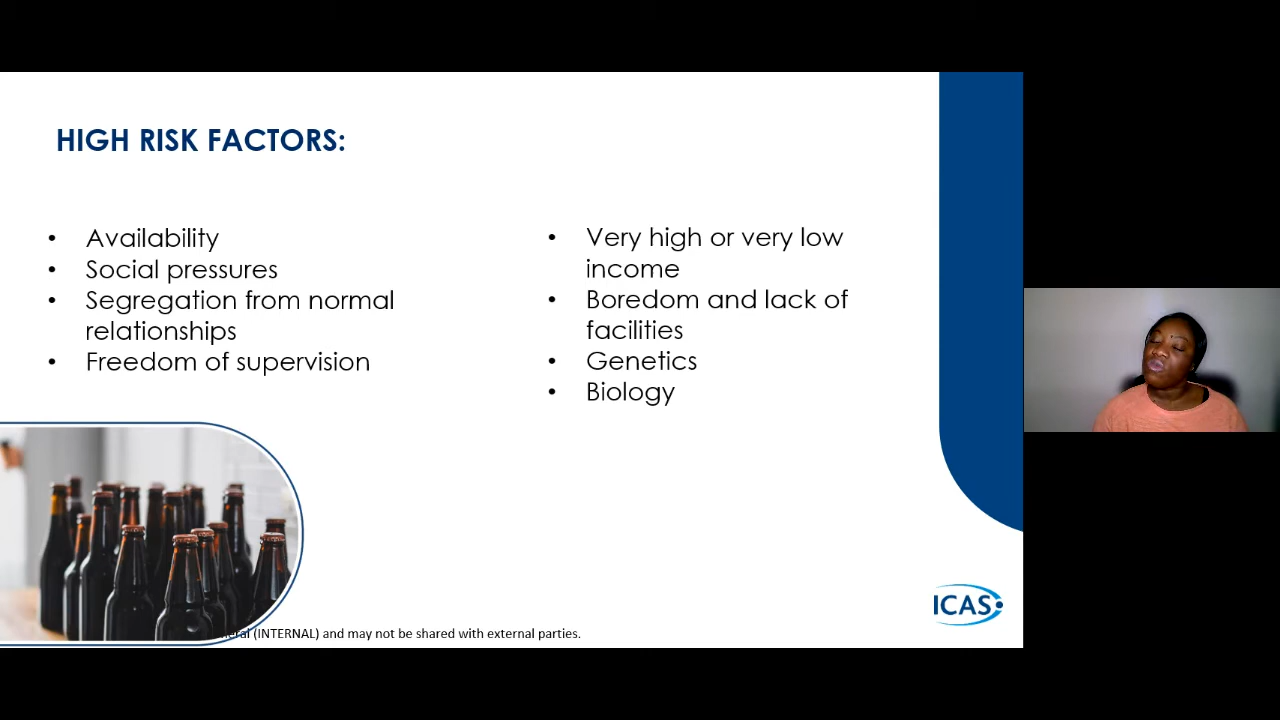 HIGH RISK FACTORS:
• Availability
• Social pressures
• Segregation from normal
relationships
• Freedom of supervision
• Very high or very low
income
• Boredom and lack of
facilities
• Genetics
• Biology
(INTERNAL) and may not be shared with external parties.
ICAS